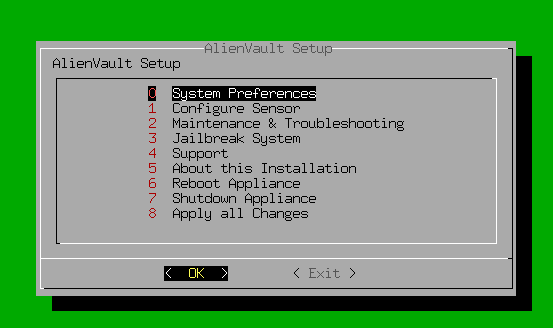 AlienVault Setup
AlienVault Setup
0 System Preferences
1 Configure Sensor
2 Maintenance & Troubleshooting
3 Jailbreak System
4 Support
5 About this Installation
6 Reboot Appliance
7 Shutdown Appliance
8 Apply all Changes
< OK > < Exit >